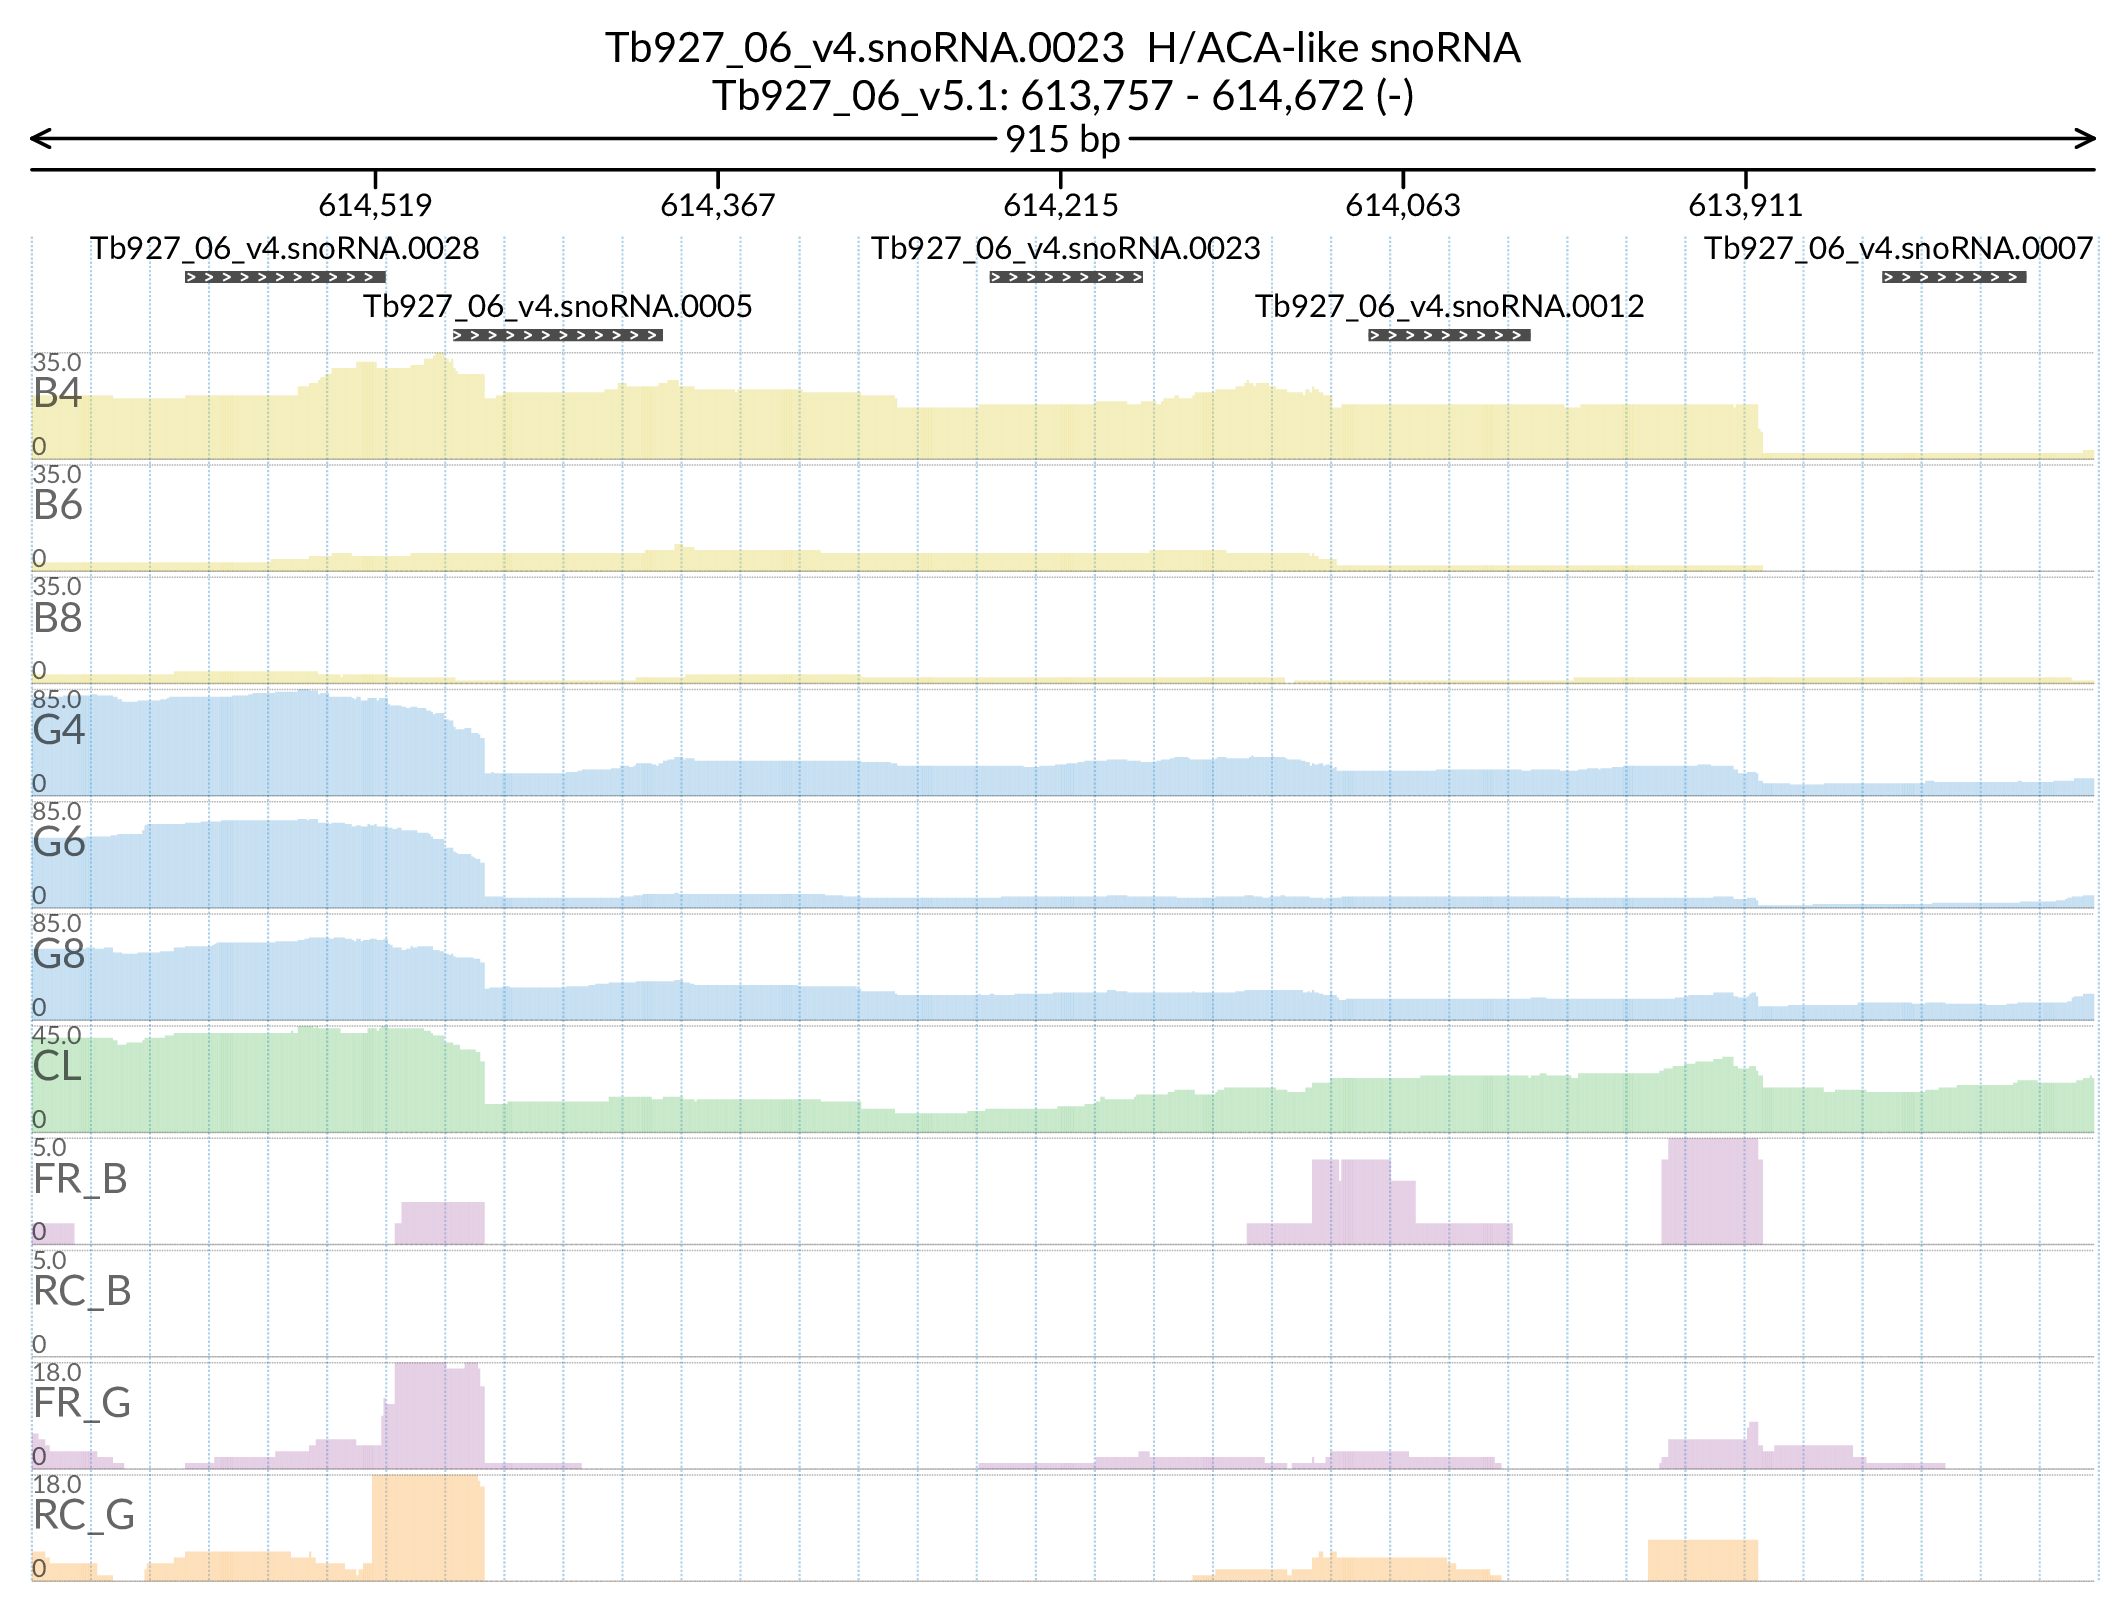 Tb927_06_v4.snoRNA.0023 H/ACA-like snoRNA
Tb927_06_v5.1: 613,757 - 614,672 (-)
915 bp
614,519 614,367 614,215 614,063 613,911
Tb927_06_v4.snoRNA.0028 Tb927_06_v4.snoRNA.0023 Tb927_06_v4.snoRNA.0007
Tb927_06_v4.snoRNA.0005 Tb927_06_v4.snoRNA.0012
35.0
B4
0
35.0
B6
0
35.0
B8
0
85.0
G4
0
85.0
G6
0
85.0
G8
0
45.0
CL
0
5.0
FR_B
0
5.0
RC_B
0
18.0
FR_G
0
18.0
RC_G
0